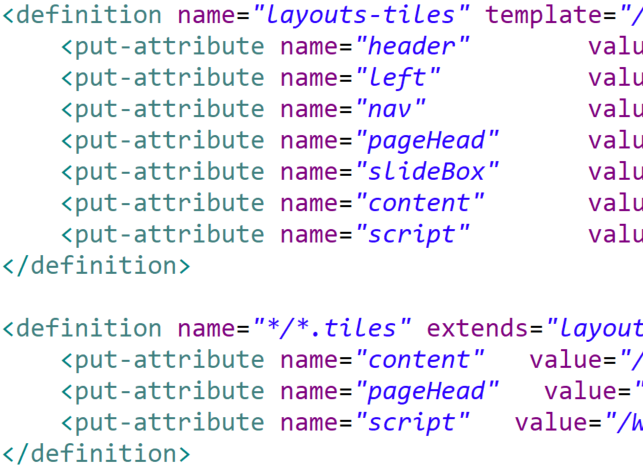 <definition name="layouts-tiles" template="/
<put-attribute name="header" valu
<put-attribute name="left" valu
<put-attribute name="nav" valu
<put-attribute name="pageHead" valu
<put-attribute name="slideBox" valu
<put-attribute name="content" valu
<put-attribute name="script" valu
</definition>
<definition name="*/*.tiles" extends="layout
<put-attribute name="content" value="/
<put-attribute name="pageHead" value="
<put-attribute name="script" value="/W
</definition>